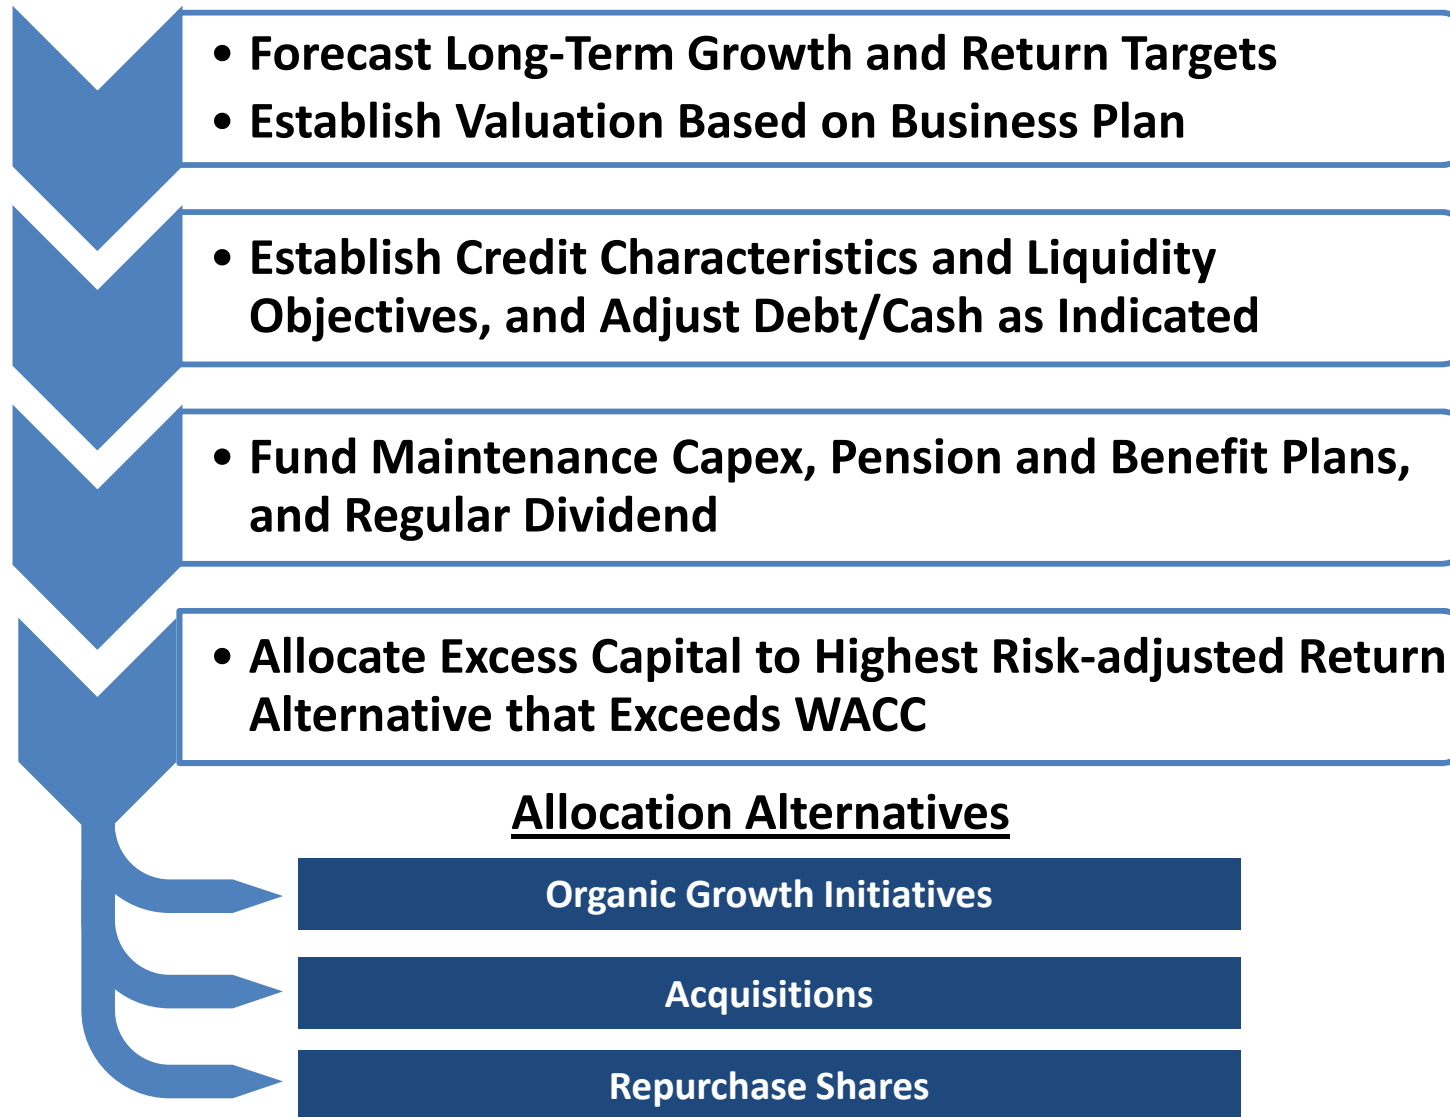 • Forecast Long-Term Growth and Return Targets
• Establish Valuation Based on Business Plan
• Establish Credit Characteristics and Liquidity
Objectives, and Adjust Debt/Cash as Indicated
• Fund Maintenance Capex, Pension and Benefit Plans,
and Regular Dividend
• Allocate Excess Capital to Highest Risk-adjusted Return
Alternative that Exceeds WACC
Allocation Alternatives
Organic Growth Initiatives
Acquisitions
Repurchase Shares